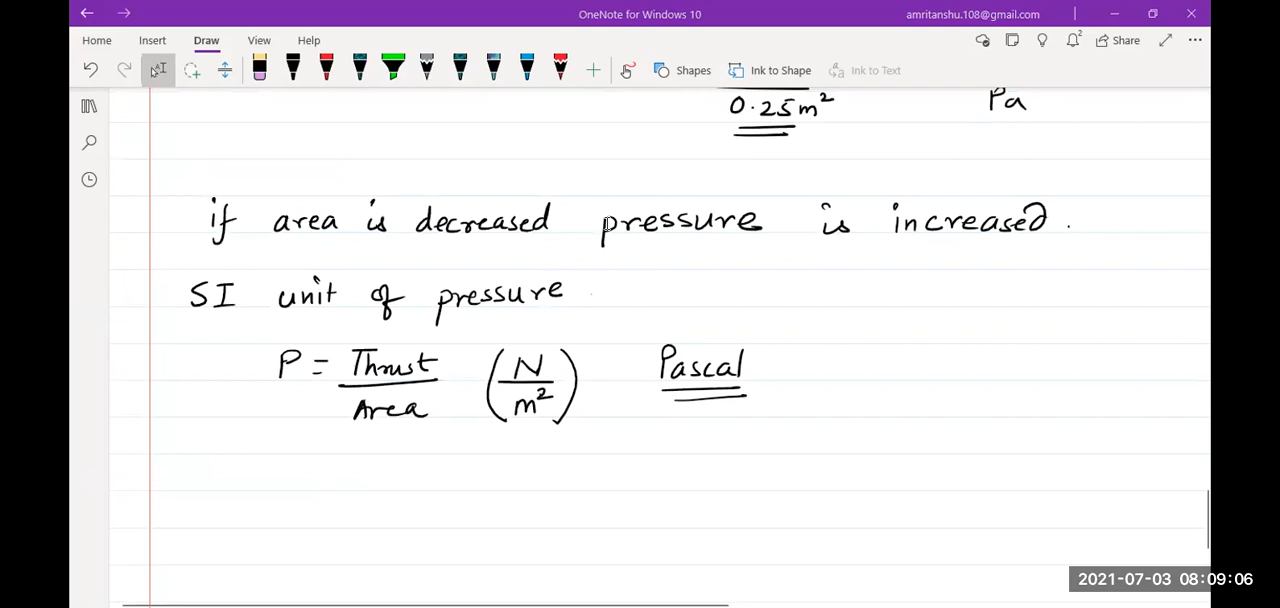 OneNote for Windows 10
amritanshu.108@gmail.com
Home Insert Draw View Help
Share
Shapes
Ink to Shape
Ink to Text
0.25m²
Pa
if area is decreased pressure is increased.
SI unit of pressure
P = Thrust / Area (N / m²) Pascal
2021-07-03 08:09:06